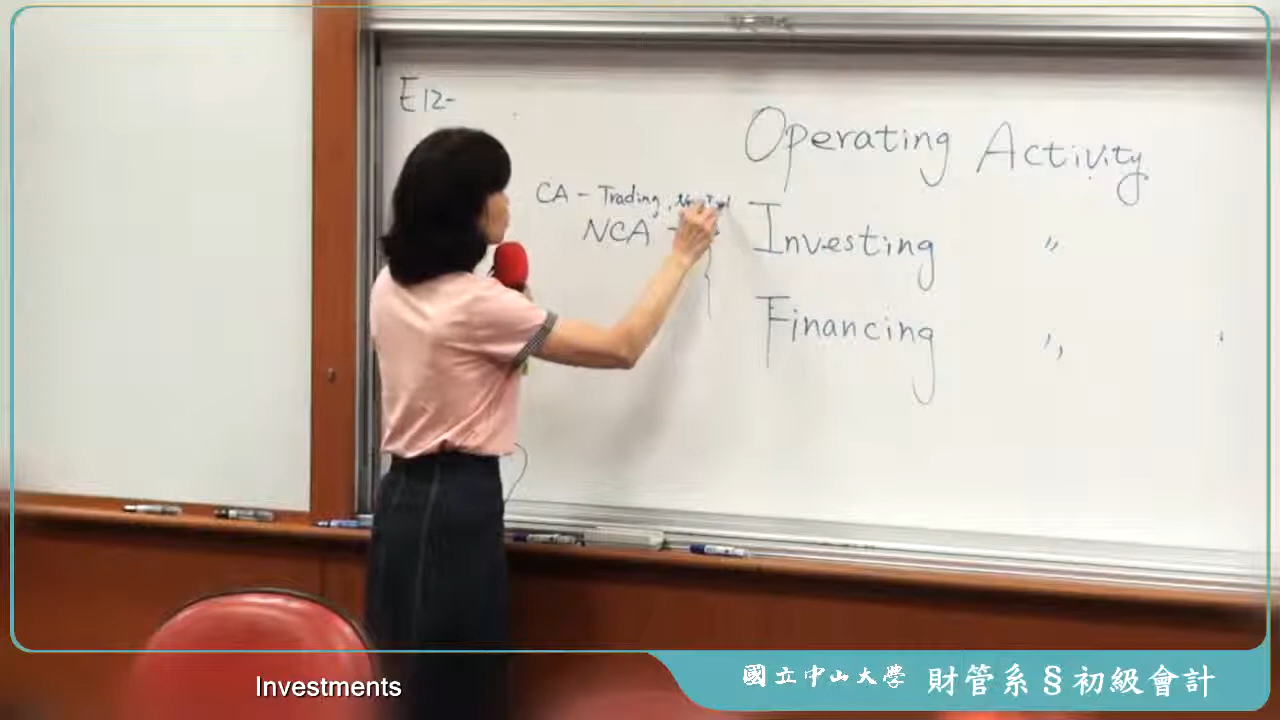 E12-
Operating Activity
CA - Trading,
NCA -
Investing 〃
Financing 〃
Investments
國立中山大學 財管系§初級會計